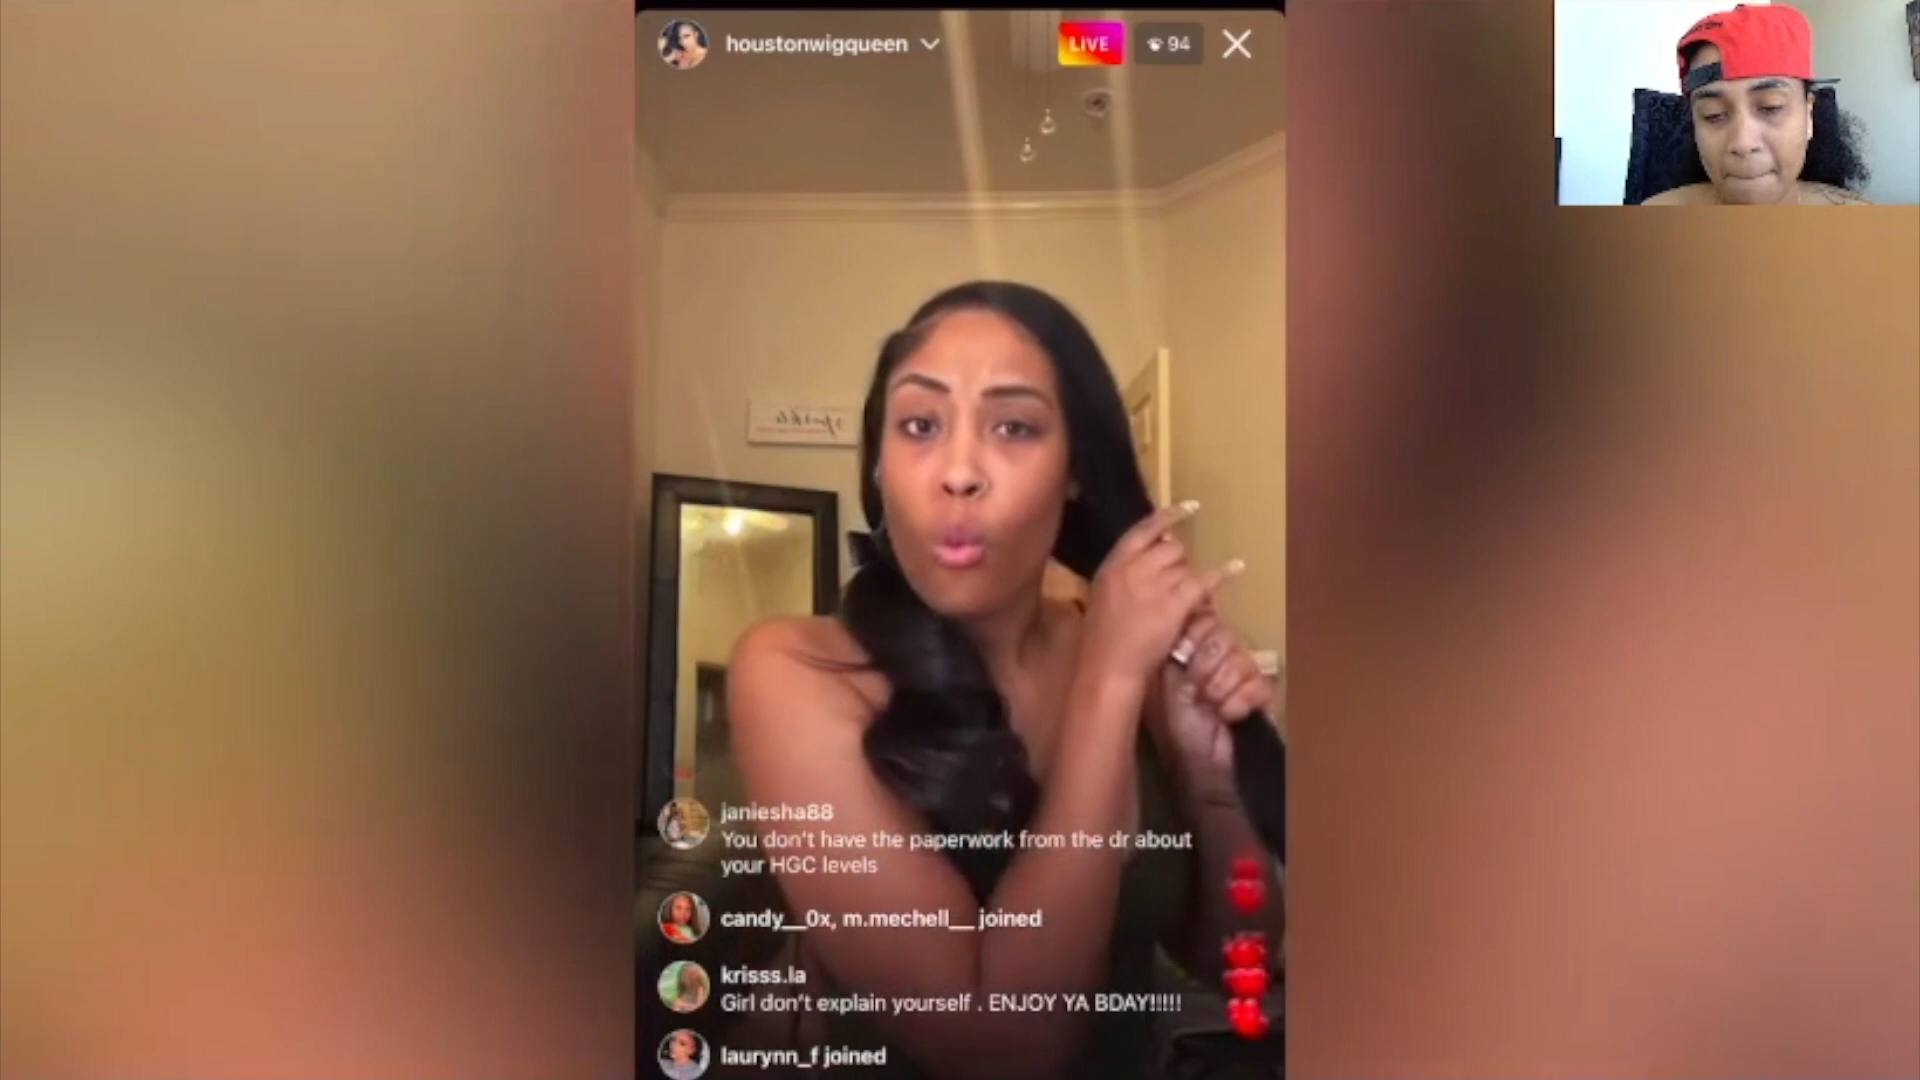 houstonwigqueen
LIVE
94
janiesha88
You don't have the paperwork from the dr about
your HGC levels
candy__0x, m.mechell__ joined
krisss.la
Girl don't explain yourself . ENJOY YA BDAY!!!!!
laurynn_f joined